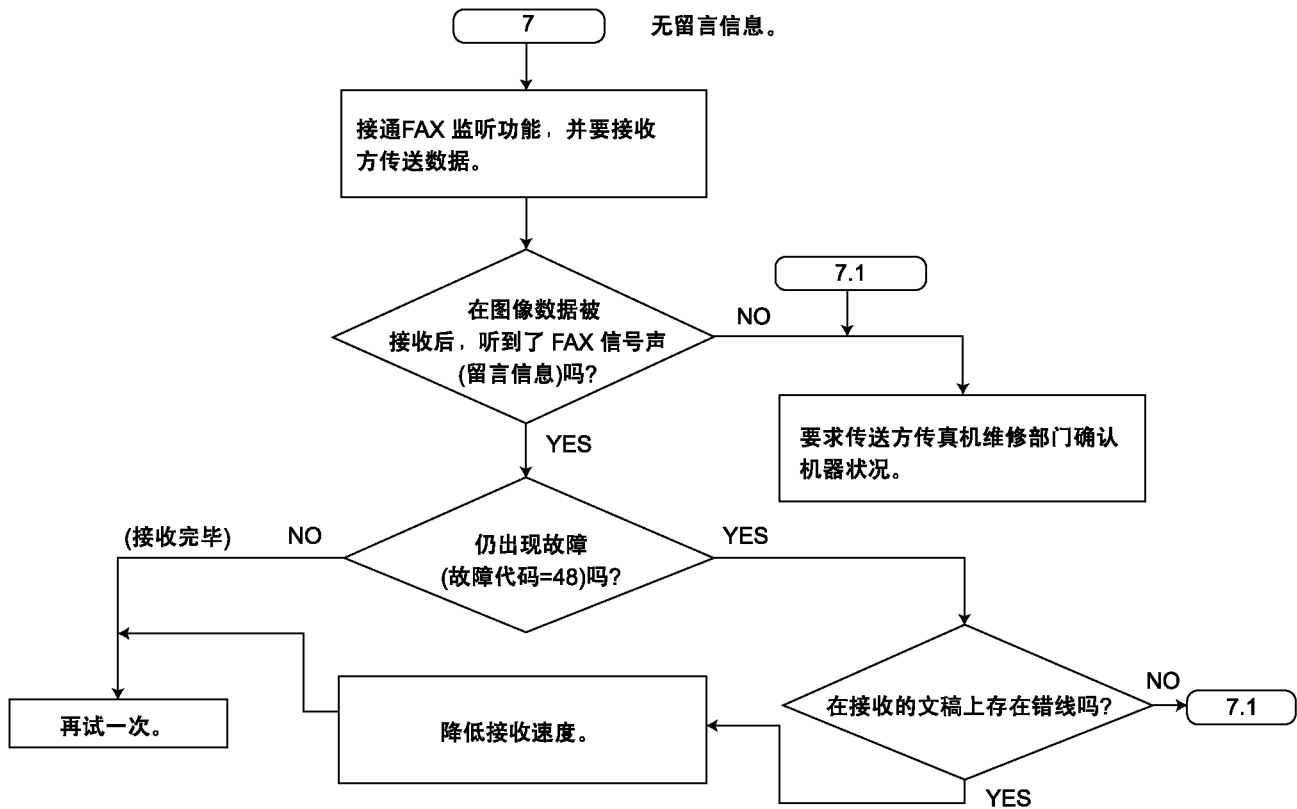 7
无留言信息。
接通FAX 监听功能，并要接收
方传送数据。
7.1
在图像数据被
接收后，听到了 FAX 信号声
(留言信息)吗?
NO
YES
要求传送方传真机维修部门确认
机器状况。
(接收完毕)
NO
仍出现故障
(故障代码=48)吗?
YES
在接收的文稿上存在错线吗?
NO
7.1
YES
降低接收速度。
再试一次。